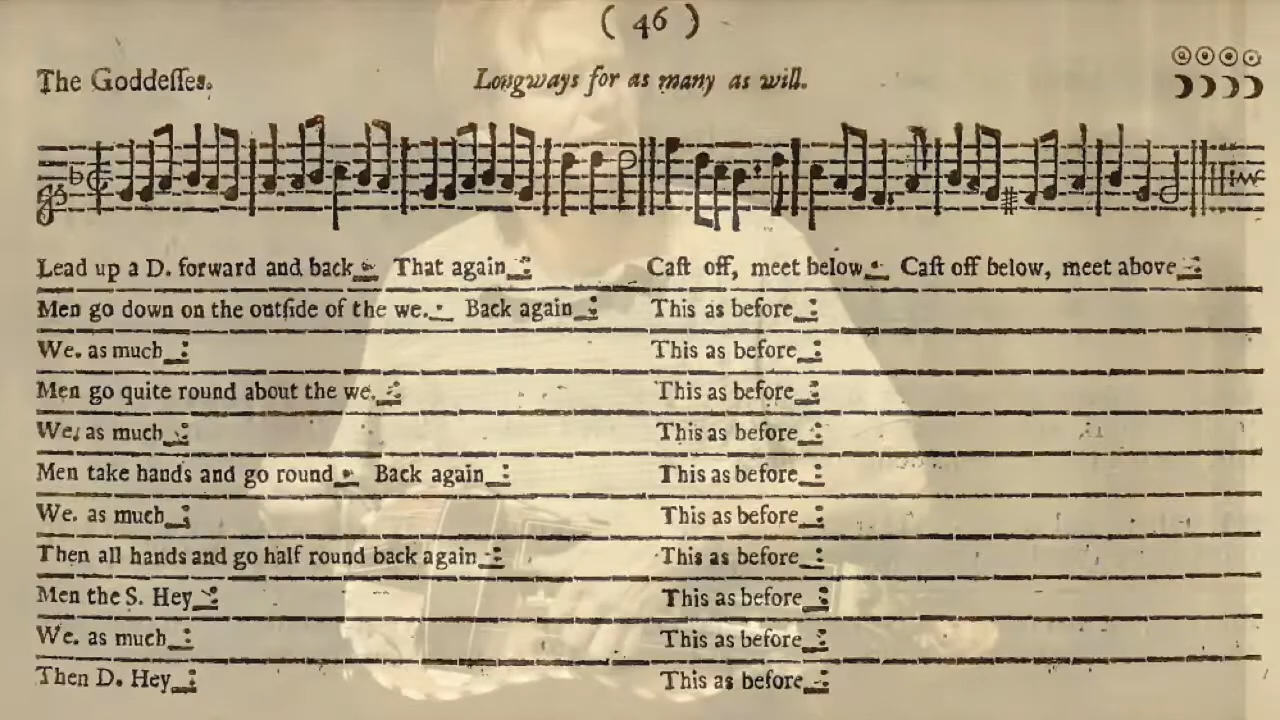 ( 46 )
The Goddeſſes. Longways for as many as will.
Lead up a D. forward and back . That again : Caſt off, meet below . Caſt off below, meet above :
Men go down on the outſide of the we. . Back again : This as before :
We. as much : This as before :
Men go quite round about the we. : This as before :
We. as much : This as before :
Men take hands and go round . Back again : This as before :
We. as much : This as before :
Then all hands and go half round back again : This as before :
Men the S. Hey : This as before :
We. as much : This as before :
Then D. Hey : This as before :